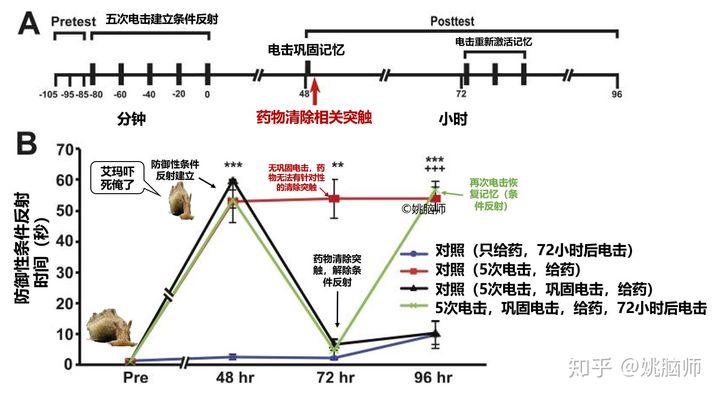 A
Pretest
五次电击建立条件反射
Posttest
电击巩固记忆
电击重新激活记忆
-105 -95 -85 -80 -60 -40 -20 0 48 72 96
分钟
药物清除相关突触
小时
B
防御性条件反射
时间（秒）
70
60
50
40
30
20
10
0
艾玛吓
死俺了
防御性条件
反射建立
***
无巩固电击，药
物无法有针对性
的清除突触
**
***
+++
再次电击恢
复记忆（条
件反射）
©姚脑师
药物清除突
触，解除条
件反射
对照（只给药，72小时后电击）
对照（5次电击，给药）
对照（5次电击，巩固电击，给药）
5次电击，巩固电击，给药，72小时后电击
Pre 48 hr 72 hr 96 hr
知乎 @姚脑师